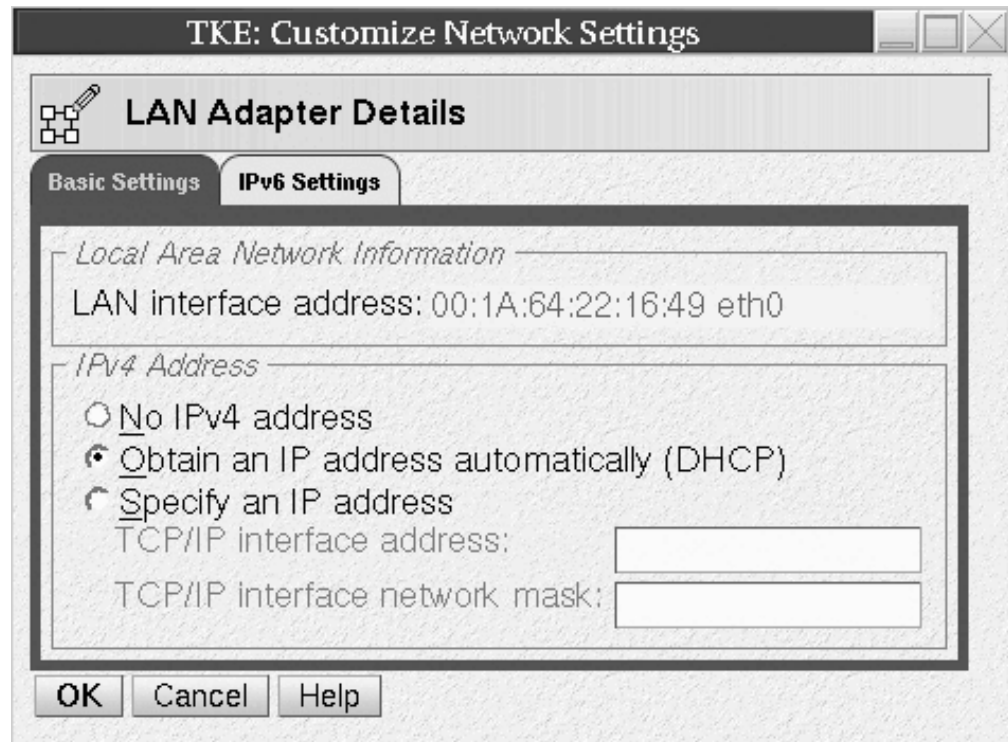 TKE: Customize Network Settings
LAN Adapter Details
Basic Settings
IPv6 Settings
Local Area Network Information
LAN interface address: 00:1A:64:22:16:49 eth0
IPv4 Address
No IPv4 address
Obtain an IP address automatically (DHCP)
Specify an IP address
TCP/IP interface address:
TCP/IP interface network mask:
OK
Cancel
Help